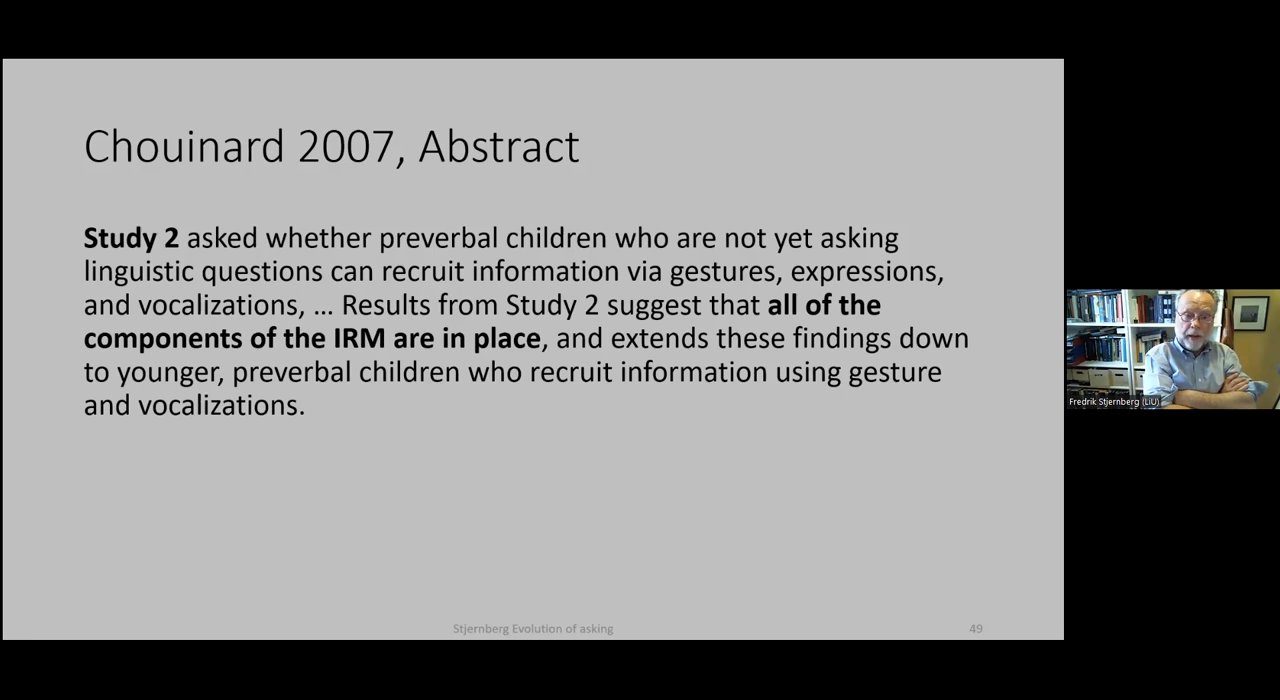 Chouinard 2007, Abstract
Study 2 asked whether preverbal children who are not yet asking
linguistic questions can recruit information via gestures, expressions,
and vocalizations, ... Results from Study 2 suggest that all of the
components of the IRM are in place, and extends these findings down
to younger, preverbal children who recruit information using gesture
and vocalizations.
Stjernberg Evolution of asking
49
Fredrik Stjernberg (LiU)